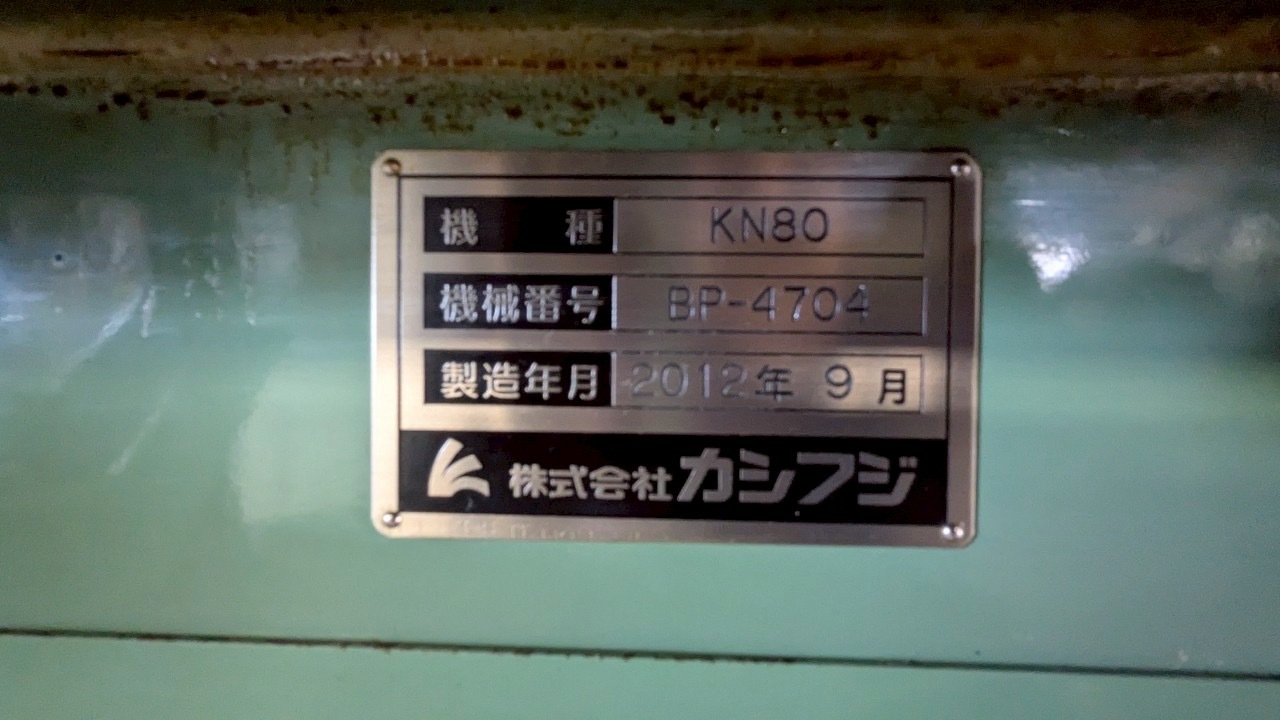 機種 KN80
機械番号 BP-4704
製造年月 2012年 9月
株式会社カシフジ